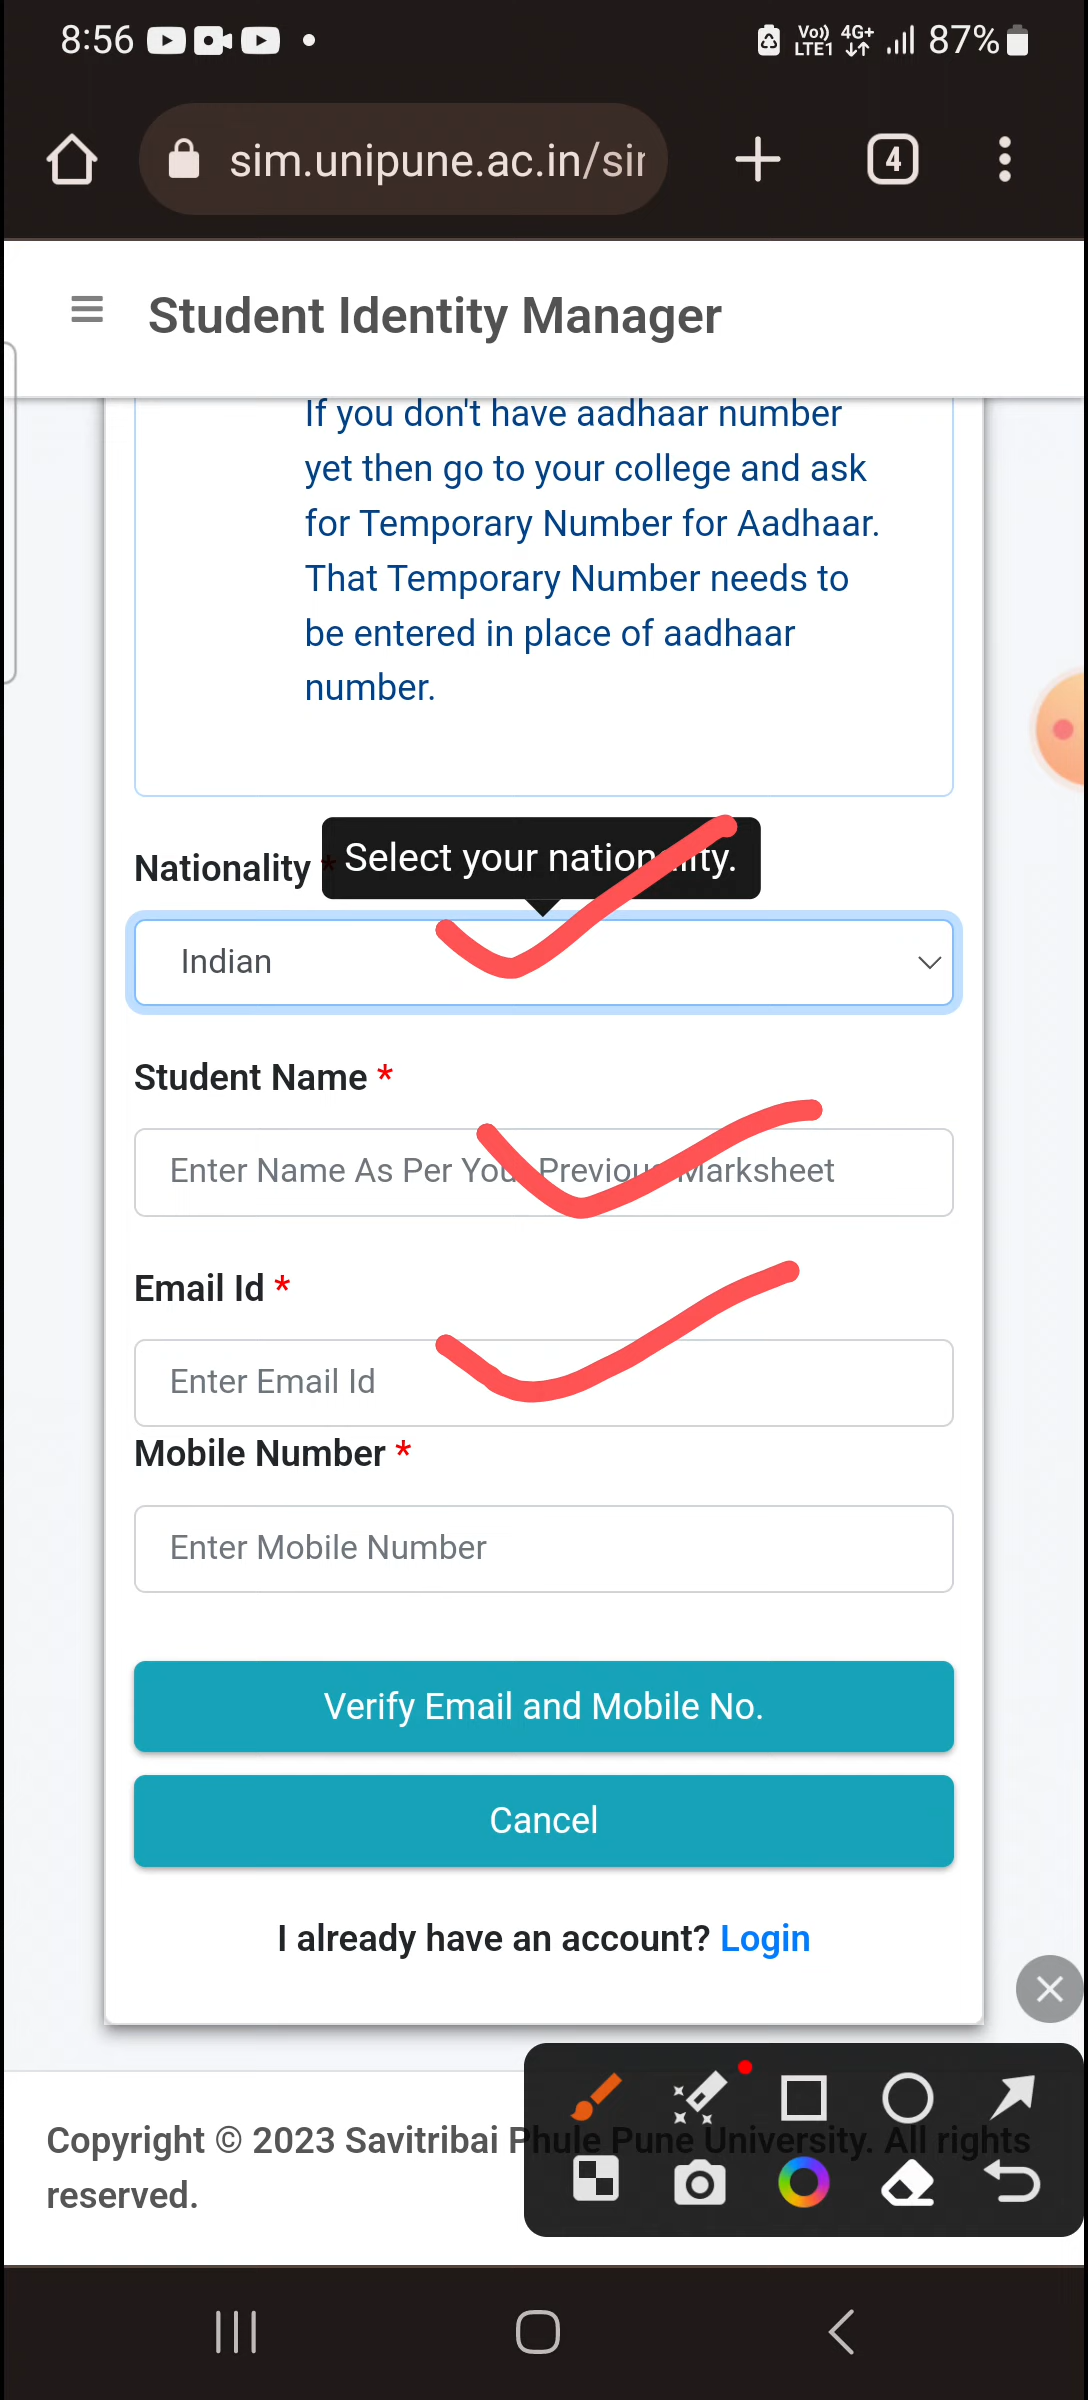 8:56
Vo)) LTE1 4G+ 87%
sim.unipune.ac.in/sir
4
Student Identity Manager
If you don't have aadhaar number
yet then go to your college and ask
for Temporary Number for Aadhaar.
That Temporary Number needs to
be entered in place of aadhaar
number.
Select your nationality.
Nationality *
Indian
Student Name *
Enter Name As Per Your Previous Marksheet
Email Id *
Enter Email Id
Mobile Number *
Enter Mobile Number
Verify Email and Mobile No.
Cancel
I already have an account? Login
Copyright © 2023 Savitribai Phule Pune University. All rights
reserved.